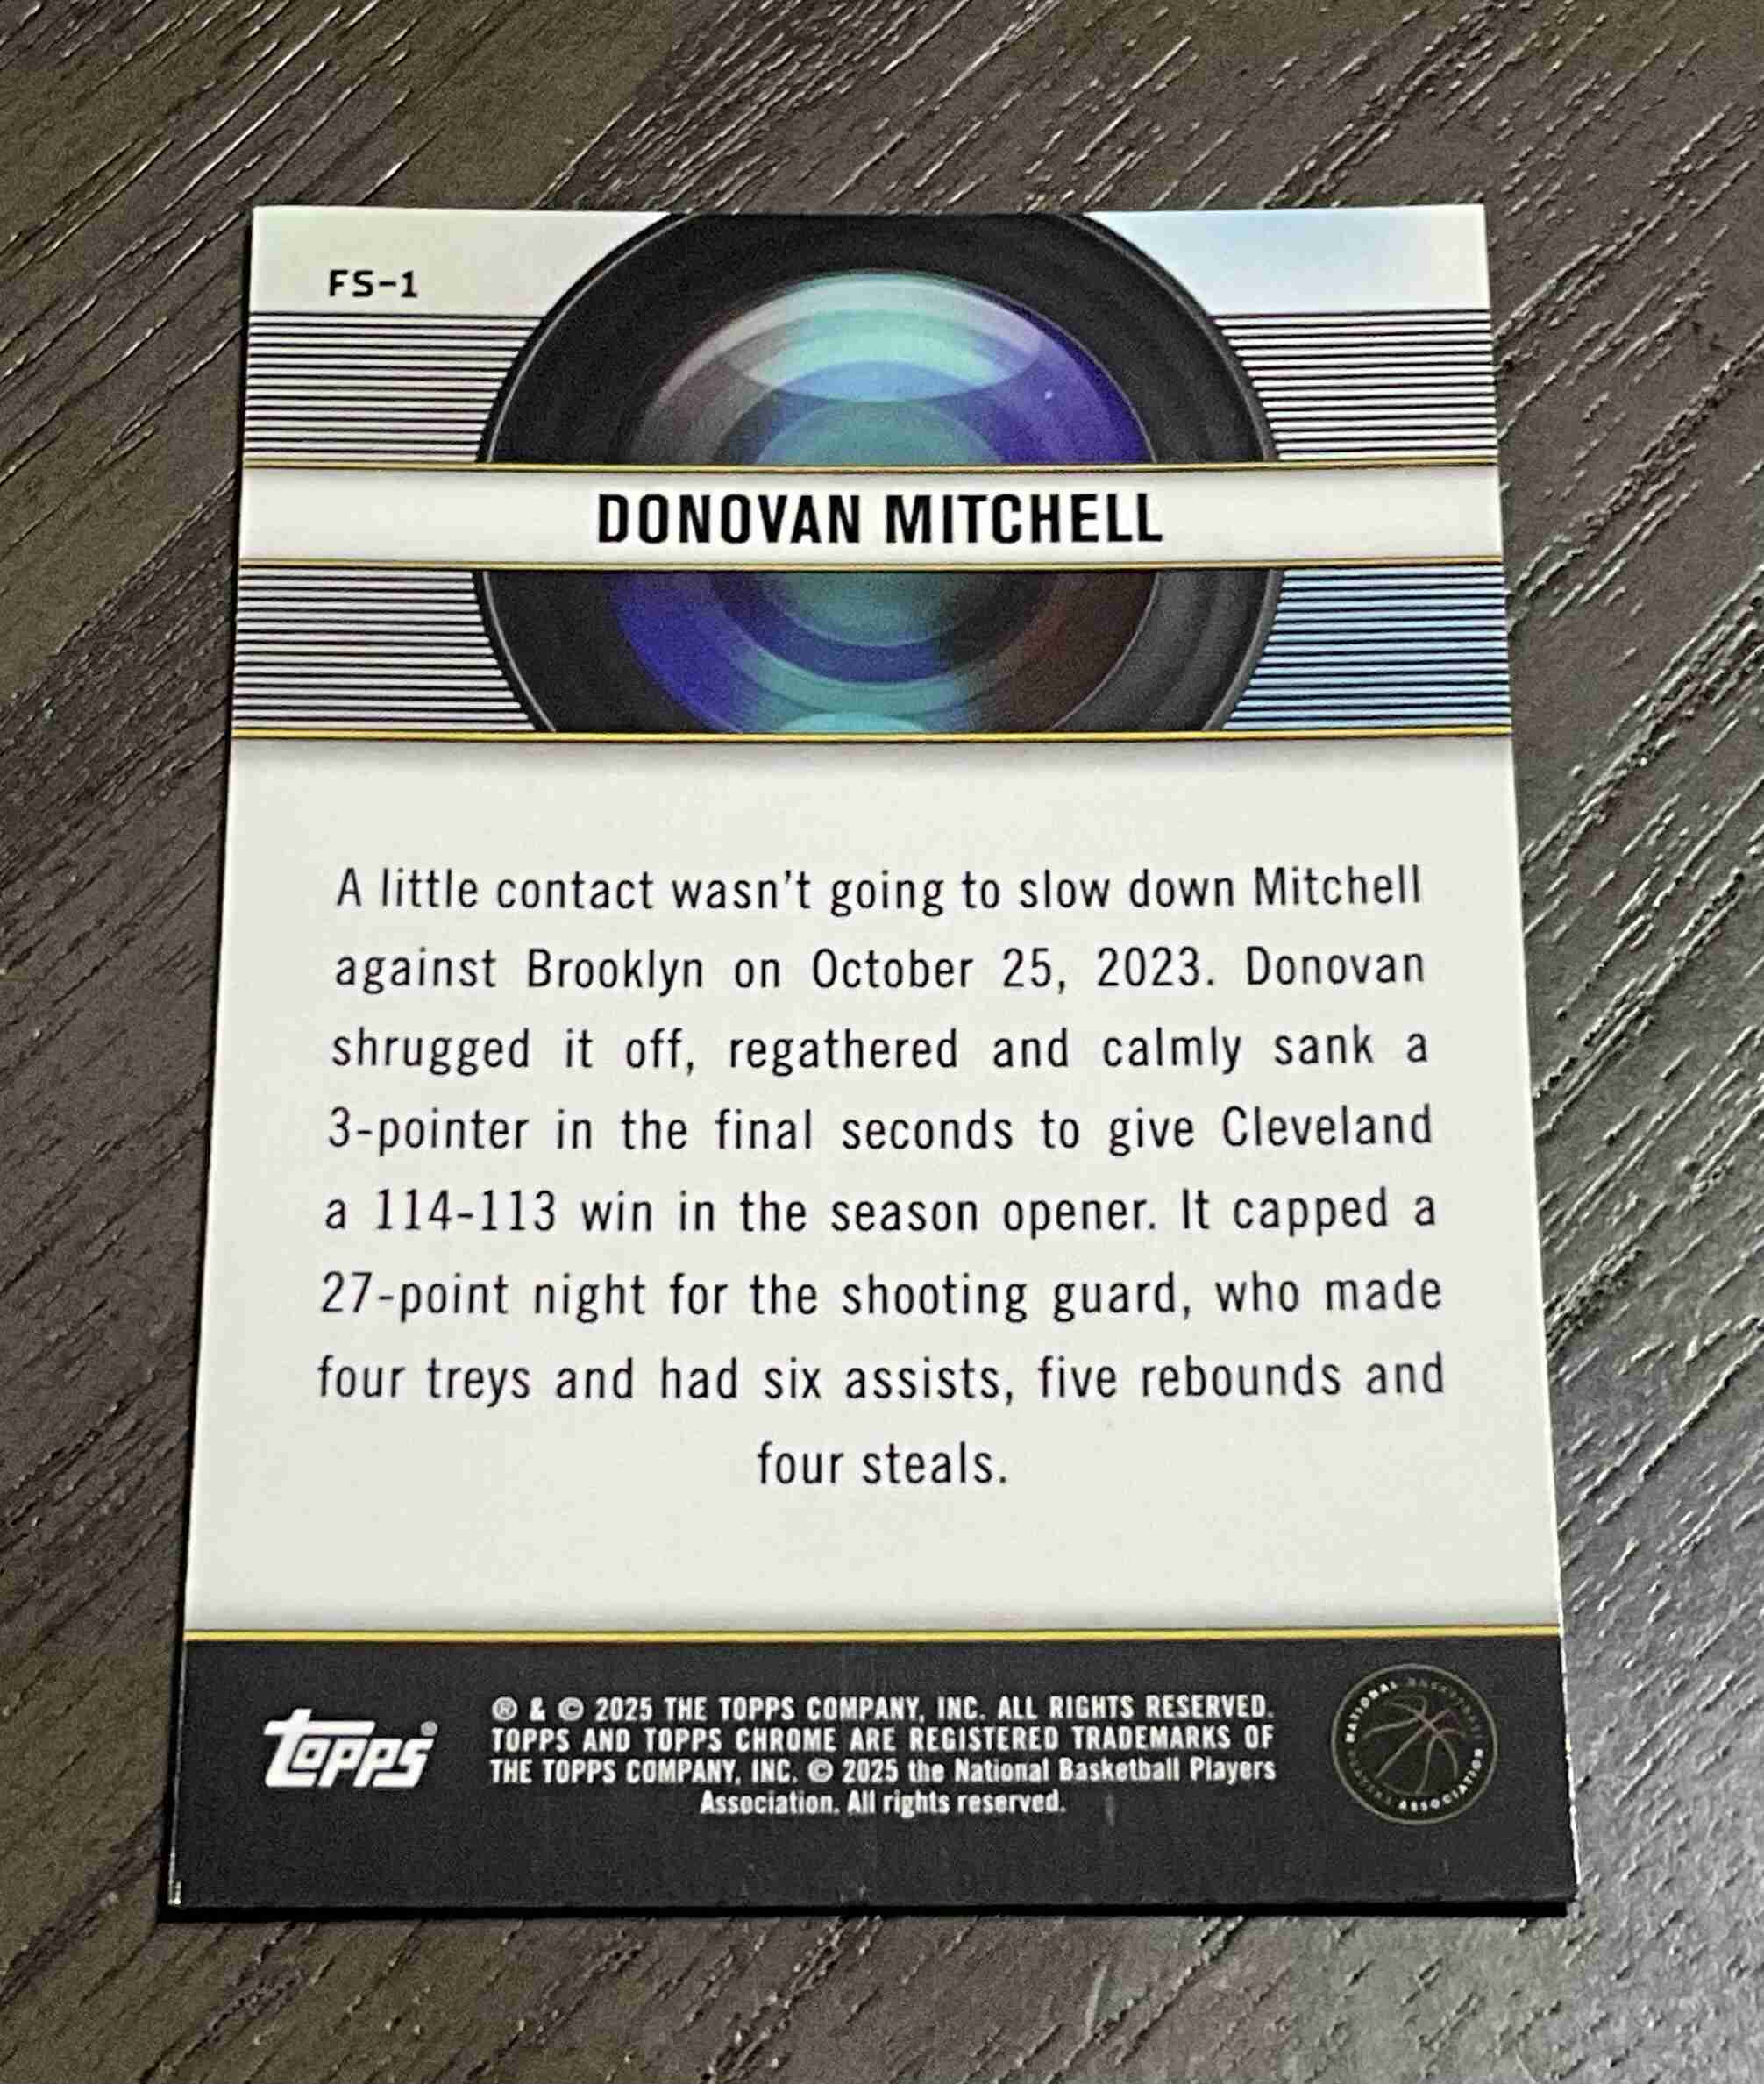 FS-1
DONOVAN MITCHELL
A little contact wasn't going to slow down Mitchell
against Brooklyn on October 25, 2023. Donovan
shrugged it off, regathered and calmly sank a
3-pointer in the final seconds to give Cleveland
a 114-113 win in the season opener. It capped a
27-point night for the shooting guard, who made
four treys and had six assists, five rebounds and
four steals.
topps®
® & © 2025 THE TOPPS COMPANY, INC. ALL RIGHTS RESERVED.
TOPPS AND TOPPS CHROME ARE REGISTERED TRADEMARKS OF
THE TOPPS COMPANY, INC. © 2025 the National Basketball Players
Association. All rights reserved.
NATIONAL BASKETBALL PLAYERS ASSOCIATION